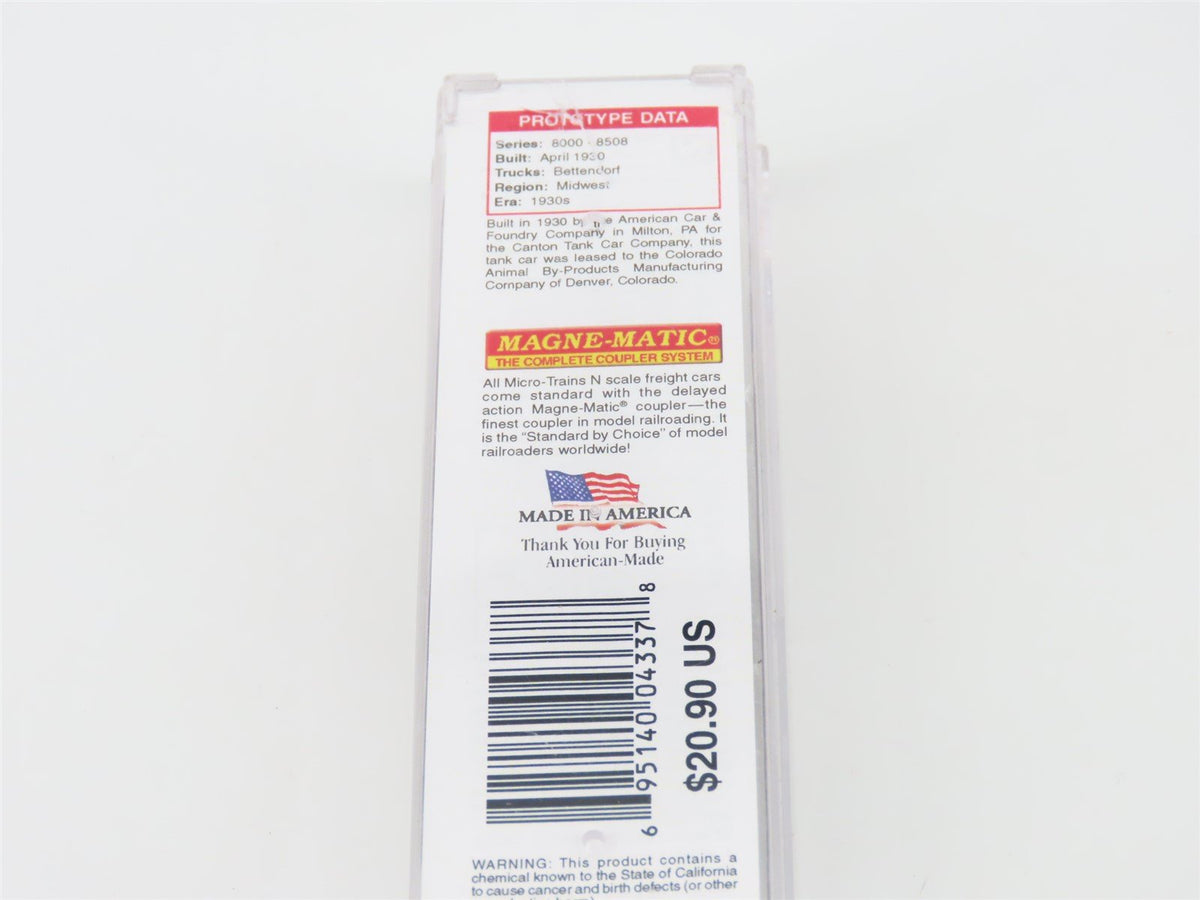 PROTOTYPE DATA
Series: 8000 - 8508
Built: April 1930
Trucks: Bettendorf
Region: Midwest
Era: 1930s
Built in 1930 by the American Car &
Foundry Company in Milton, PA for
the Canton Tank Car Company, this
tank car was leased to the Colorado
Animal By-Products Manufacturing
Company of Denver, Colorado.
MAGNE-MATIC®
THE COMPLETE COUPLER SYSTEM
All Micro-Trains N scale freight cars
come standard with the delayed
action Magne-Matic® coupler—the
finest coupler in model railroading. It
is the "Standard by Choice" of model
railroaders worldwide!
MADE IN AMERICA
Thank You For Buying
American-Made
6 95140 04337 8
$20.90 US
WARNING: This product contains a
chemical known to the State of California
to cause cancer and birth defects (or other